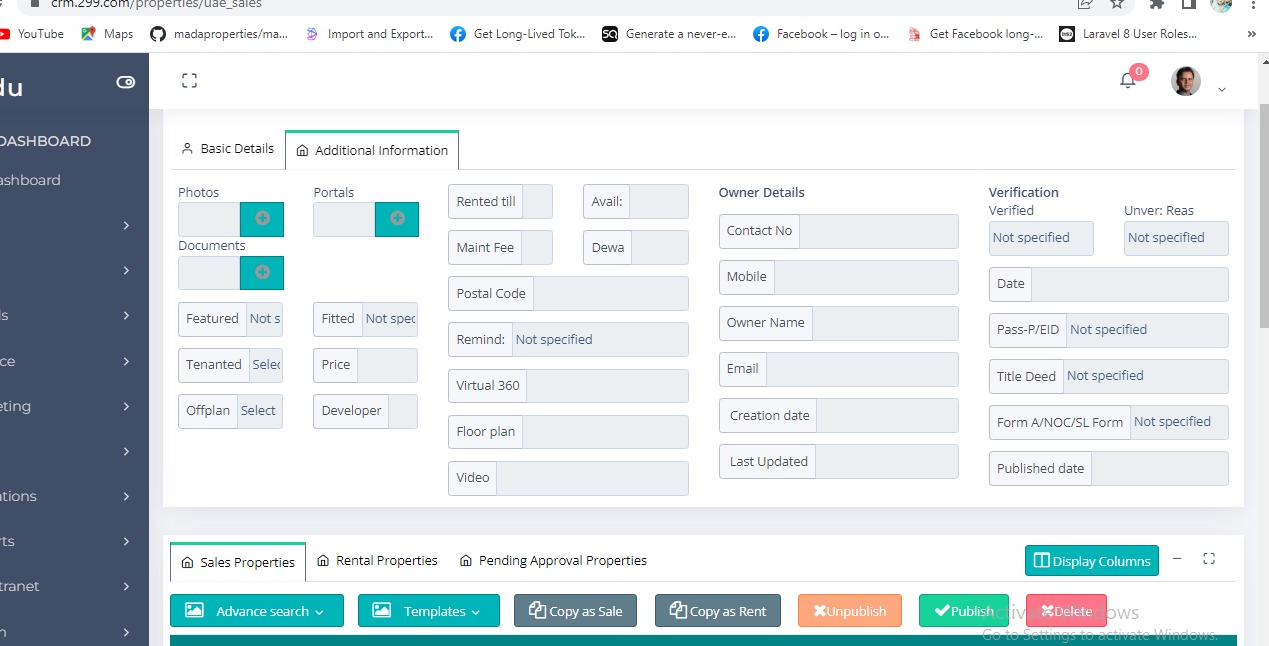 crm.299.com/properties/uae_sales
YouTube
Maps
madaproperties/ma...
Import and Export...
Get Long-Lived Tok...
Generate a never-e...
Facebook – log in o...
Get Facebook long-...
Laravel 8 User Roles...
»
du
0
DASHBOARD
ashboard
ls
ce
eting
ations
rts
tranet
n
Basic Details
Additional Information
Photos
Portals
Documents
Featured Not s
Fitted Not spec
Tenanted Selec
Price
Offplan Select
Developer
Rented till
Avail:
Maint Fee
Dewa
Postal Code
Remind: Not specified
Virtual 360
Floor plan
Video
Owner Details
Contact No
Mobile
Owner Name
Email
Creation date
Last Updated
Verification
Verified
Unver: Reas
Not specified
Not specified
Date
Pass-P/EID Not specified
Title Deed Not specified
Form A/NOC/SL Form Not specified
Published date
Sales Properties
Rental Properties
Pending Approval Properties
Display Columns
Advance search
Templates
Copy as Sale
Copy as Rent
Unpublish
Publish
Delete
Activate Windows
Go to Settings to activate Windows.